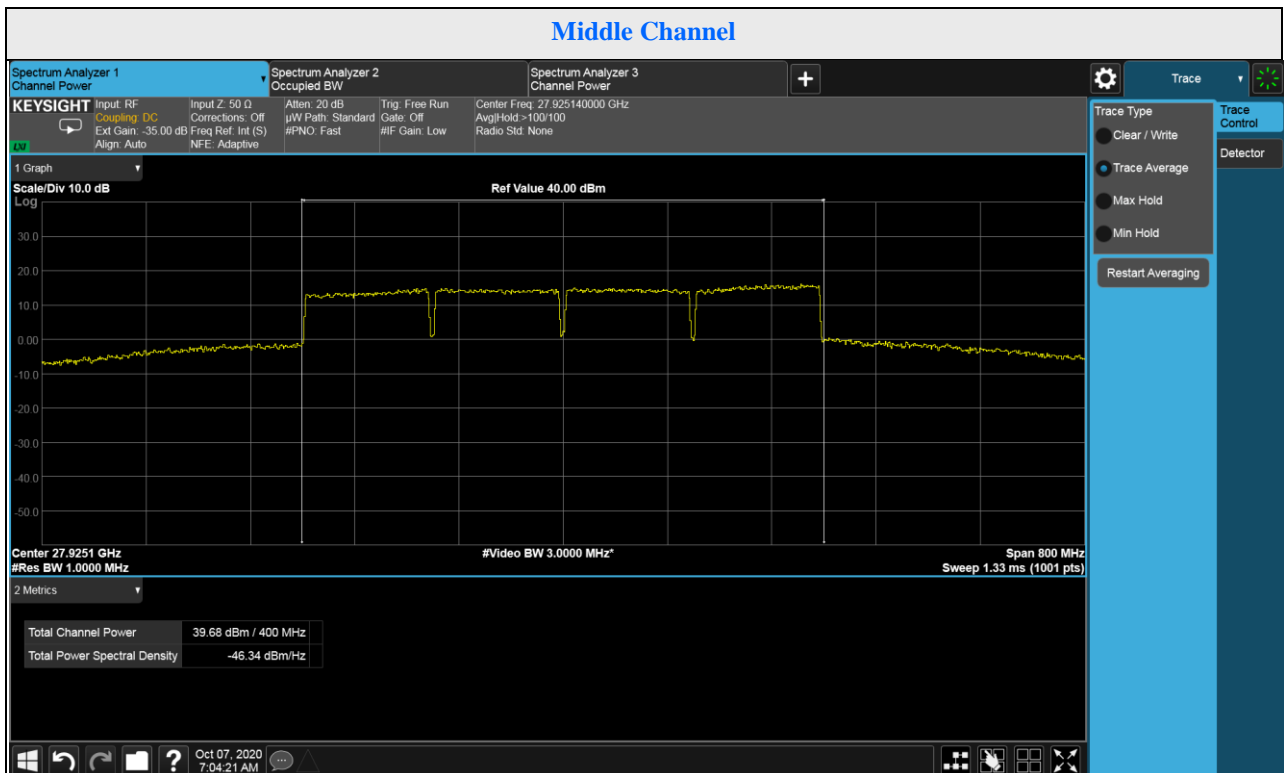 Middle Channel
Spectrum Analyzer 1
Channel Power
Spectrum Analyzer 2
Occupied BW
Spectrum Analyzer 3
Channel Power
Trace
KEYSIGHT
Input: RF
Coupling: DC
Ext Gain: -35.00 dB
Align: Auto
Input Z: 50 Ω
Corrections: Off
Freq Ref: Int (S)
NFE: Adaptive
Atten: 20 dB
µW Path: Standard
#PNO: Fast
Trig: Free Run
Gate: Off
#IF Gain: Low
Center Freq: 27.925140000 GHz
Avg|Hold:>100/100
Radio Std: None
LXI
Trace Type
Clear / Write
Trace Average
Max Hold
Min Hold
Restart Averaging
Trace
Control
Detector
1 Graph
Scale/Div 10.0 dB
Ref Value 40.00 dBm
Log
30.0
20.0
10.0
0.00
-10.0
-20.0
-30.0
-40.0
-50.0
Center 27.9251 GHz
#Video BW 3.0000 MHz*
Span 800 MHz
#Res BW 1.0000 MHz
Sweep 1.33 ms (1001 pts)
2 Metrics
Total Channel Power 39.68 dBm / 400 MHz
Total Power Spectral Density -46.34 dBm/Hz
?
Oct 07, 2020
7:04:21 AM